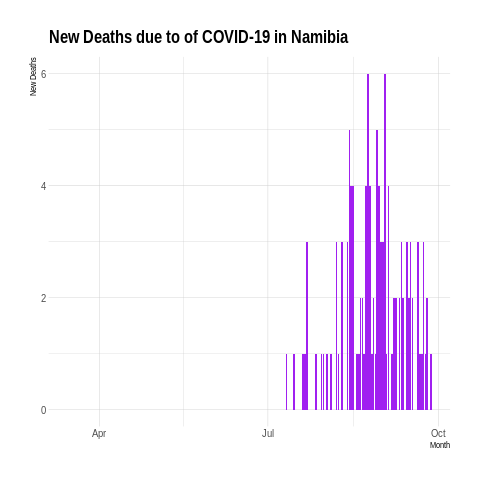 New Deaths due to of COVID-19 in Namibia
New Deaths
6
4
2
0
Apr
Jul
Oct
Month